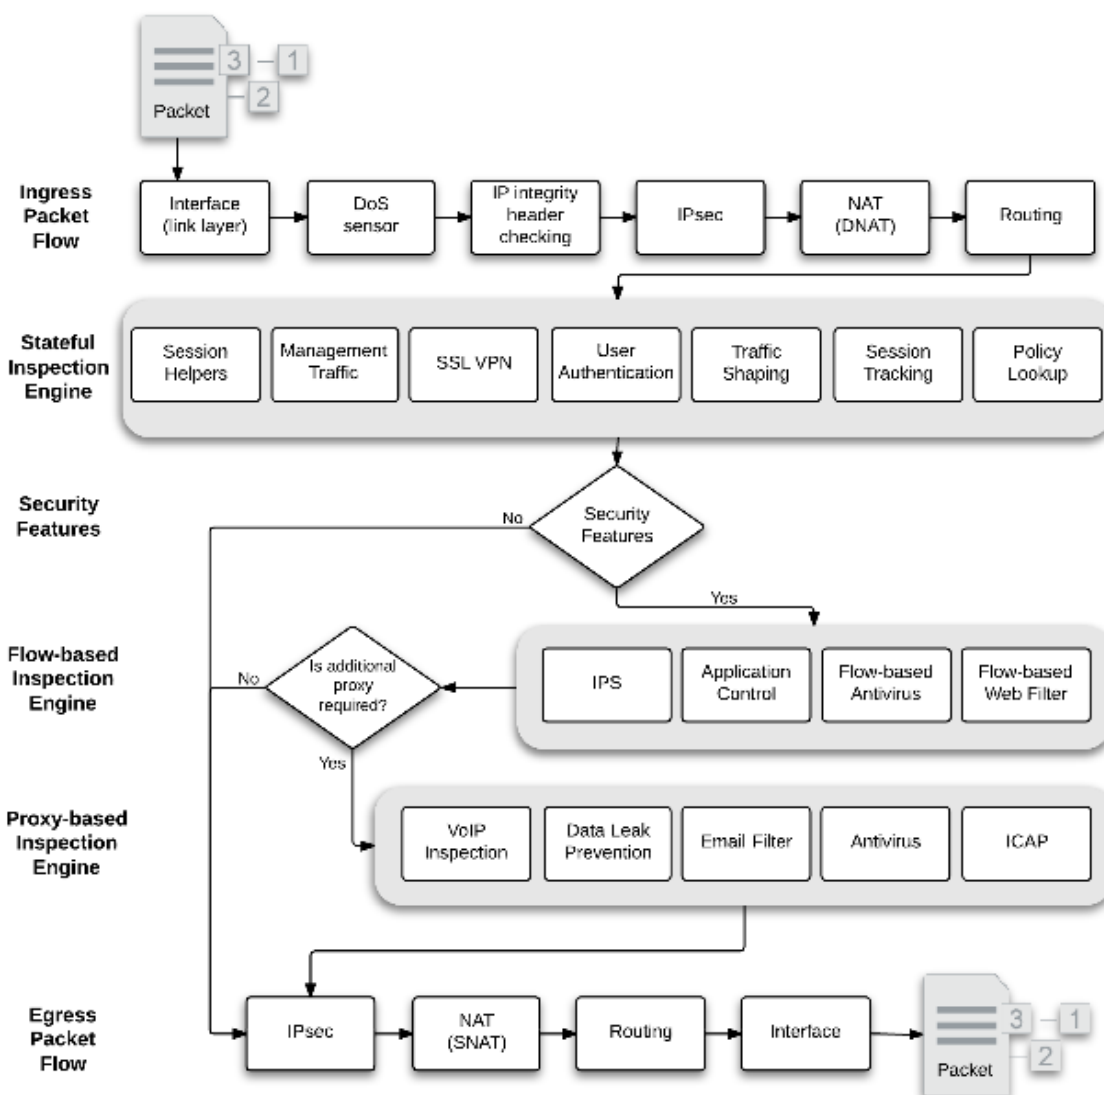 3
1
2
Packet
Ingress
Packet
Flow
Interface
(link layer)
DoS
sensor
IP integrity
header
checking
IPsec
NAT
(DNAT)
Routing
Stateful
Inspection
Engine
Session
Helpers
Management
Traffic
SSL VPN
User
Authentication
Traffic
Shaping
Session
Tracking
Policy
Lookup
Security
Features
No
Security
Features
Yes
Flow-based
Inspection
Engine
No
Is additional
proxy
required?
IPS
Application
Control
Flow-based
Antivirus
Flow-based
Web Filter
Yes
Proxy-based
Inspection
Engine
VoIP
Inspection
Data Leak
Prevention
Email Filter
Antivirus
ICAP
Egress
Packet
Flow
IPsec
NAT
(SNAT)
Routing
Interface
3
1
2
Packet